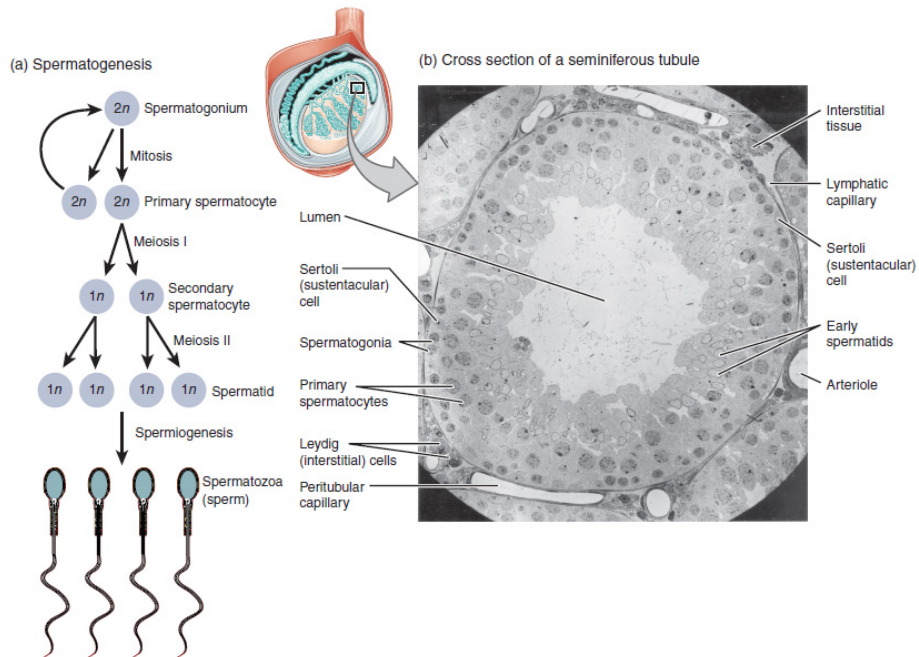 (a) Spermatogenesis
2n
Spermatogonium
Mitosis
2n
2n
Primary spermatocyte
Meiosis I
1n
1n
Secondary
spermatocyte
Meiosis II
1n
1n
1n
1n
Spermatid
Spermiogenesis
Spermatozoa
(sperm)
(b) Cross section of a seminiferous tubule
Lumen
Sertoli
(sustentacular)
cell
Spermatogonia
Primary
spermatocytes
Leydig
(interstitial) cells
Peritubular
capillary
Interstitial
tissue
Lymphatic
capillary
Sertoli
(sustentacular)
cell
Early
spermatids
Arteriole